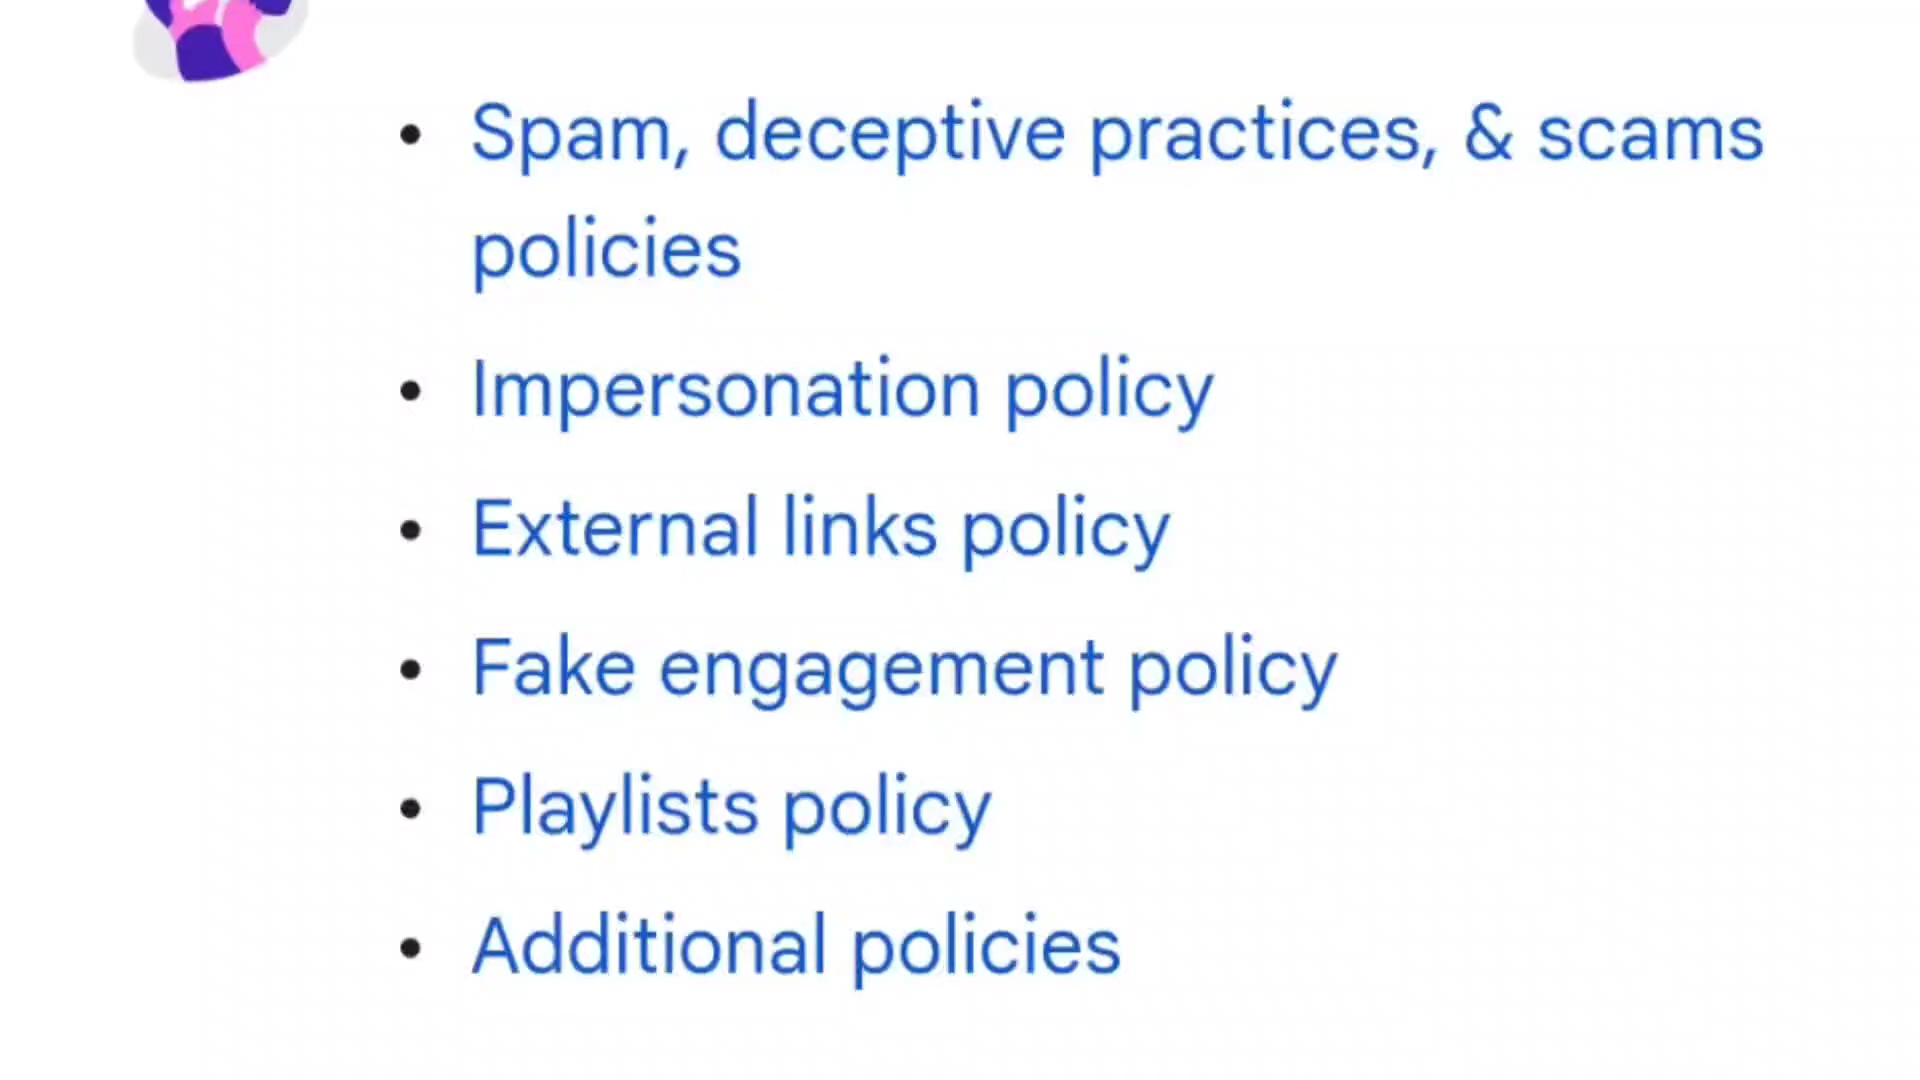 • Spam, deceptive practices, & scams
policies
• Impersonation policy
• External links policy
• Fake engagement policy
• Playlists policy
• Additional policies